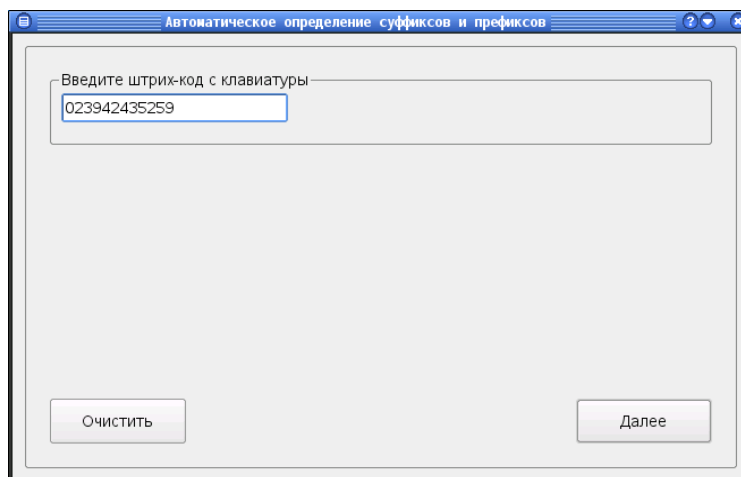 Автоматическое определение суффиксов и префиксов
Введите штрих-код с клавиатуры
023942435259
Очистить
Далее